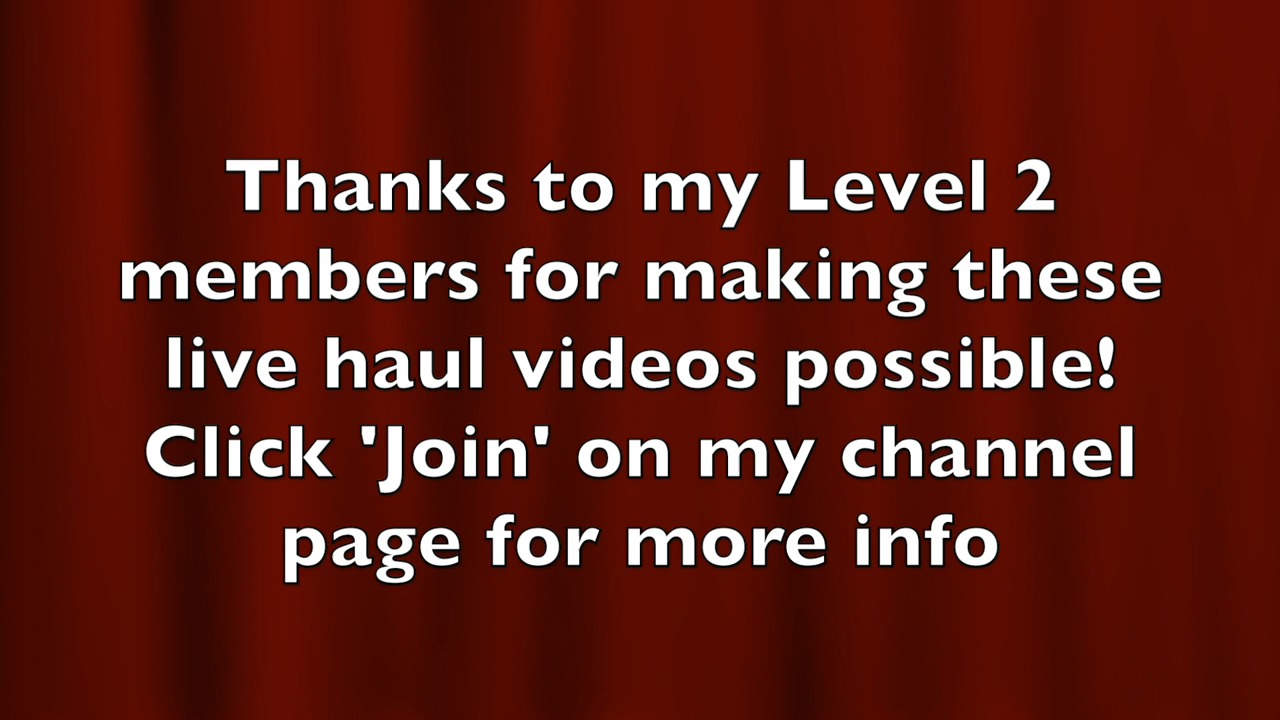 Thanks to my Level 2
members for making these
live haul videos possible!
Click 'Join' on my channel
page for more info